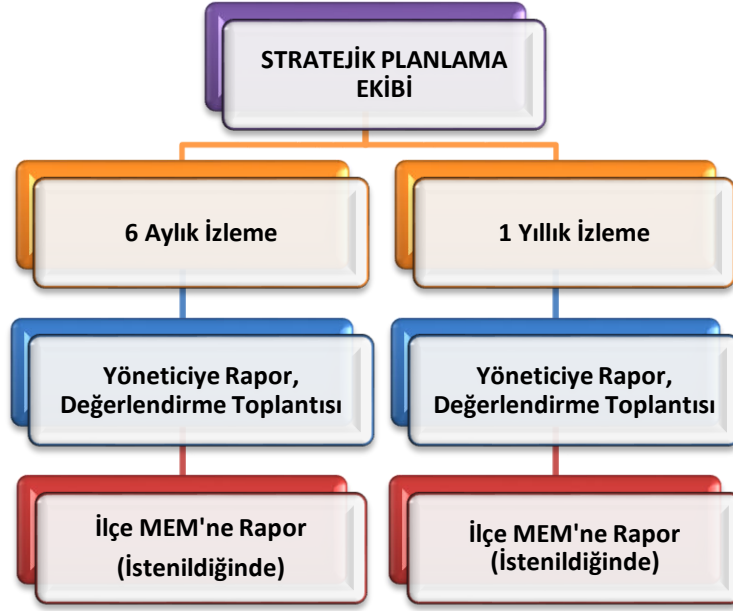 STRATEJİK PLANLAMA
EKİBİ
6 Aylık İzleme
1 Yıllık İzleme
Yöneticiye Rapor,
Değerlendirme Toplantısı
Yöneticiye Rapor,
Değerlendirme Toplantısı
İlçe MEM'ne Rapor
(İstenildiğinde)
İlçe MEM'ne Rapor
(İstenildiğinde)